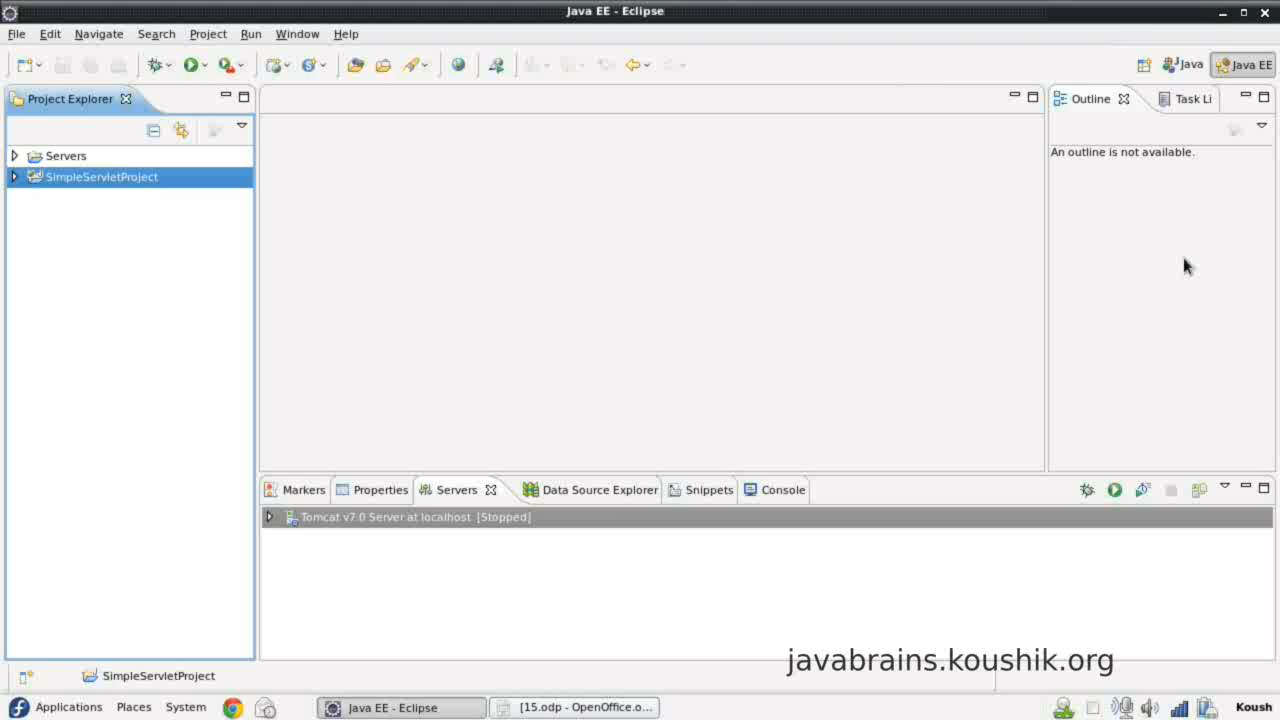 Java EE - Eclipse
File Edit Navigate Search Project Run Window Help
Java Java EE
Project Explorer
Outline Task Li
Servers
SimpleServletProject
An outline is not available.
Markers Properties Servers Data Source Explorer Snippets Console
Tomcat v7.0 Server at localhost [Stopped]
javabrains.koushik.org
SimpleServletProject
Applications Places System Java EE - Eclipse [15.odp - OpenOffice.o... Koush